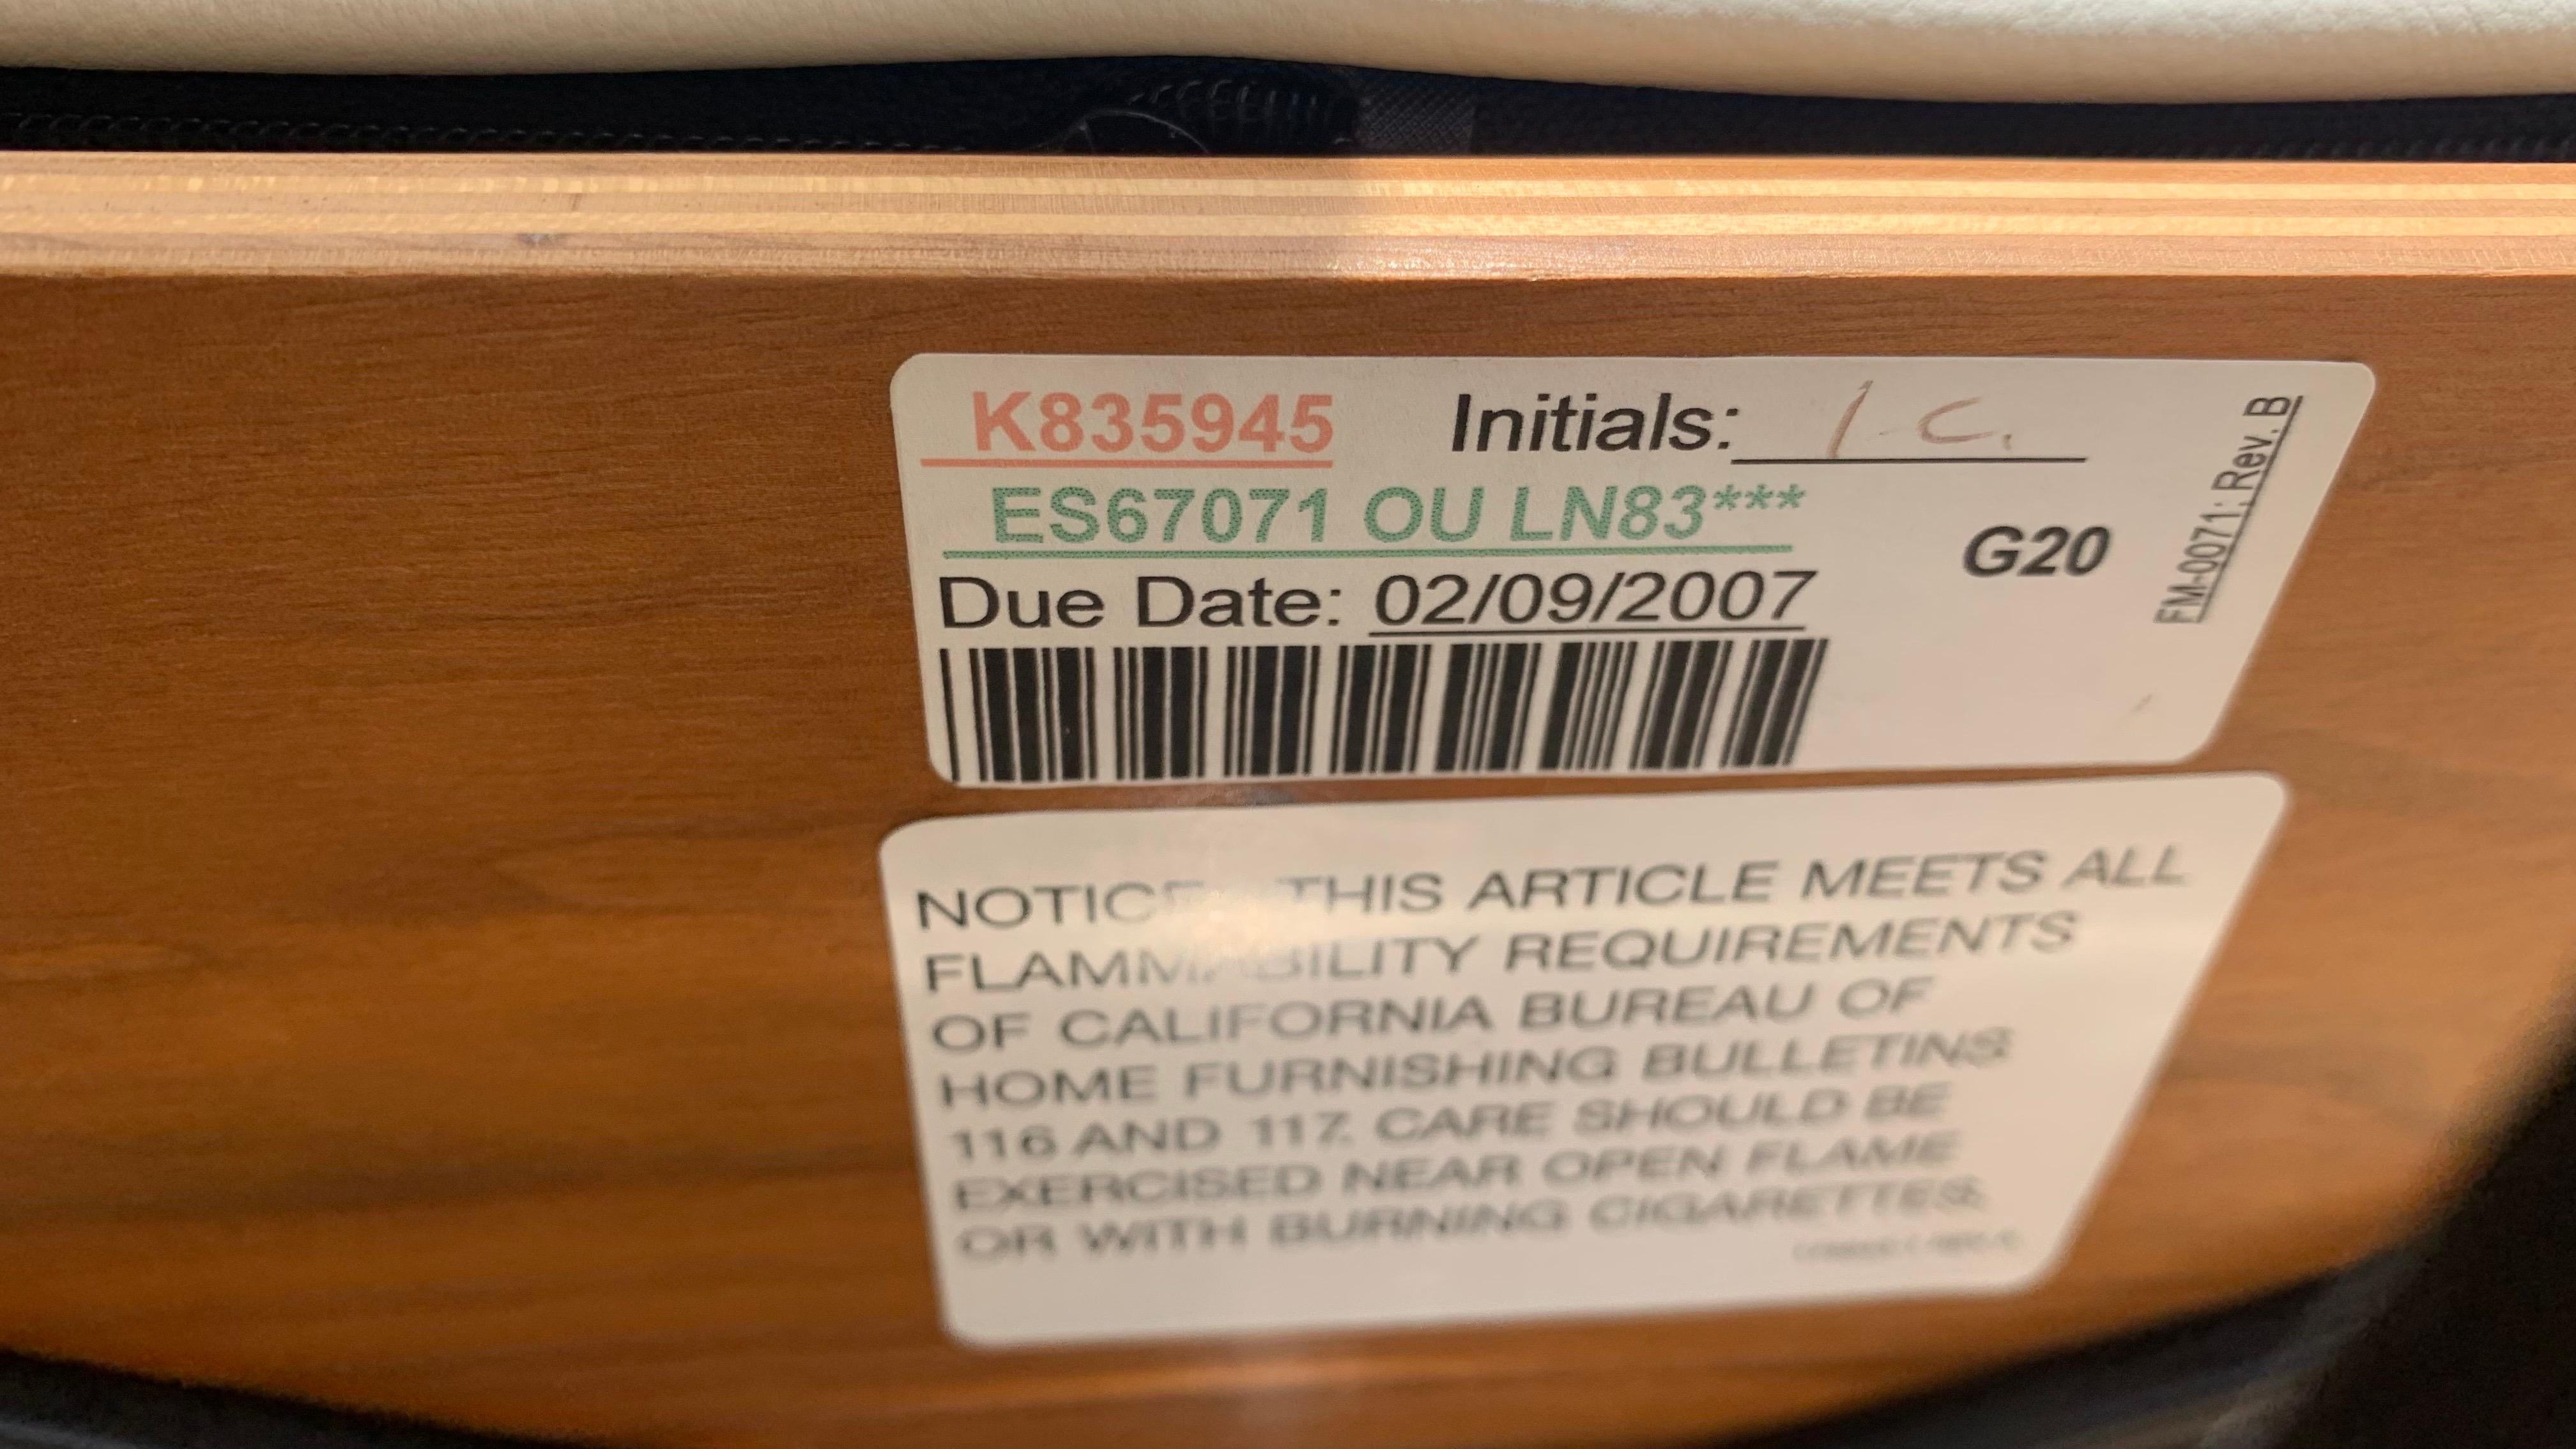 K835945 Initials: I.C.
ES67071 OU LN83***
G20
Due Date: 02/09/2007
FM-0071: Rev. B
NOTICE THIS ARTICLE MEETS ALL
FLAMMABILITY REQUIREMENTS
OF CALIFORNIA BUREAU OF
HOME FURNISHING BULLETINS
116 AND 117. CARE SHOULD BE
EXERCISED NEAR OPEN FLAME
OR WITH BURNING CIGARETTES.